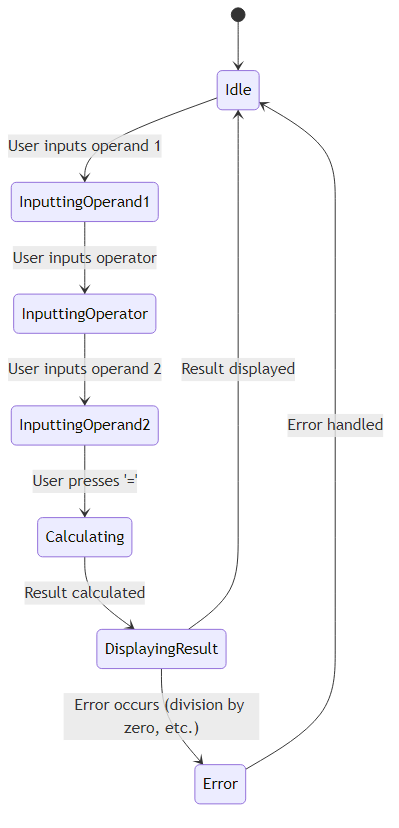 Idle
User inputs operand 1
InputtingOperand1
User inputs operator
InputtingOperator
User inputs operand 2
Result displayed
InputtingOperand2
Error handled
User presses '='
Calculating
Result calculated
DisplayingResult
Error occurs (division by
zero, etc.)
Error